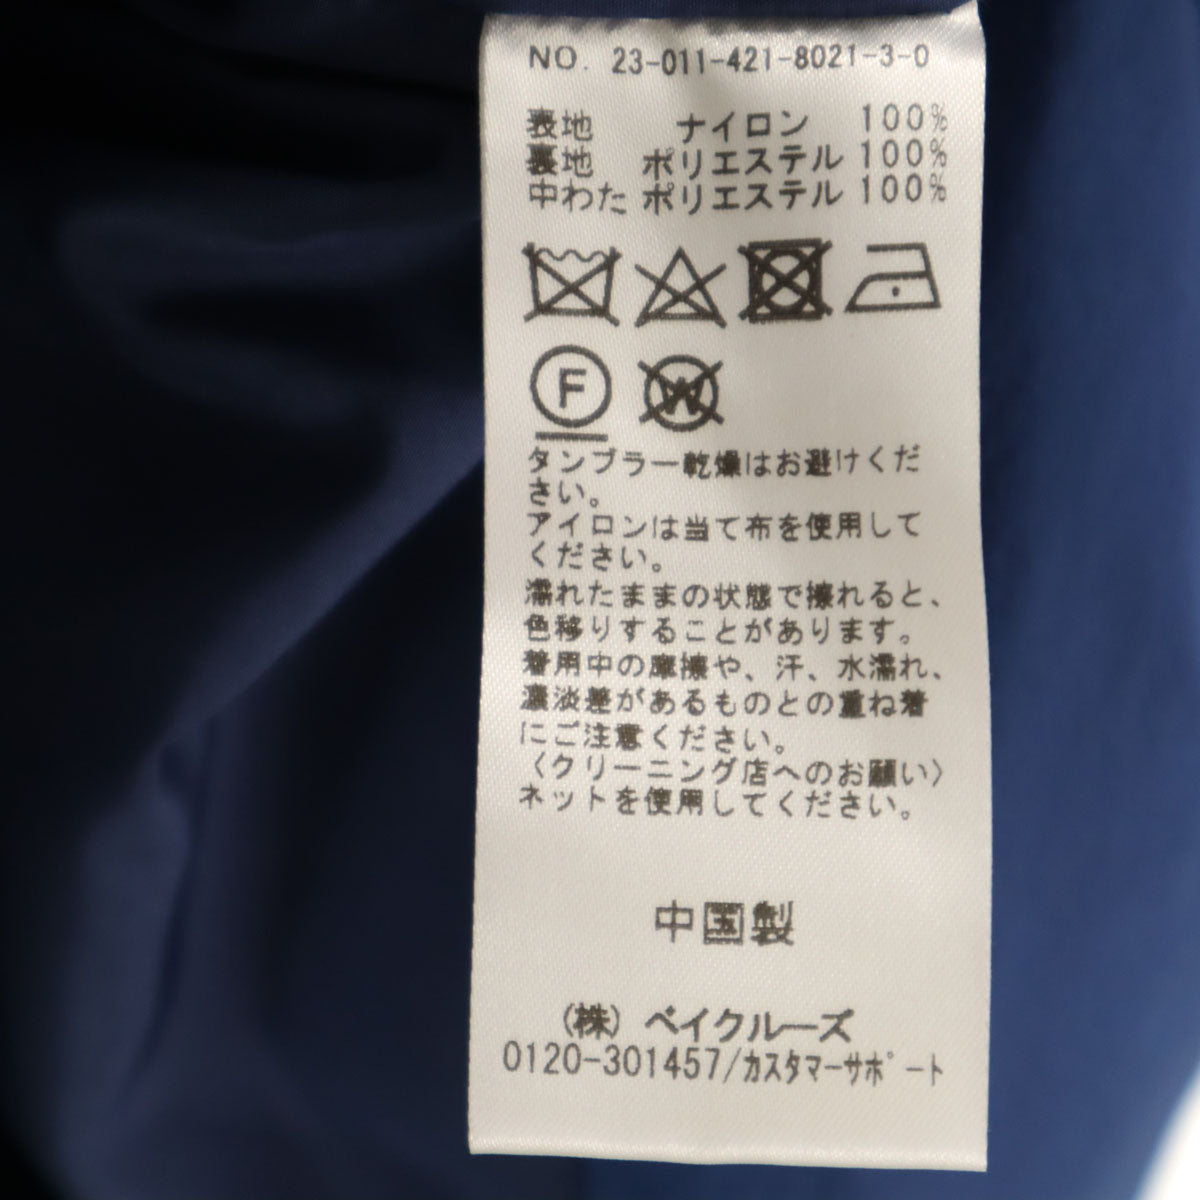 NO. 23-011-421-8021-3-0
表地 ナイロン 100%
裏地 ポリエステル 100%
中わた ポリエステル 100%
F W
タンブラー乾燥はお避けくだ
さい。
アイロンは当て布を使用して
ください。
濡れたままの状態で擦れると、
色移りすることがあります。
着用中の摩擦や、汗、水濡れ、
濃淡差があるものとの重ね着
にご注意ください。
〈クリーニング店へのお願い〉
ネットを使用してください。
中国製
(株) ベイクルーズ
0120-301457/カスタマーサポート